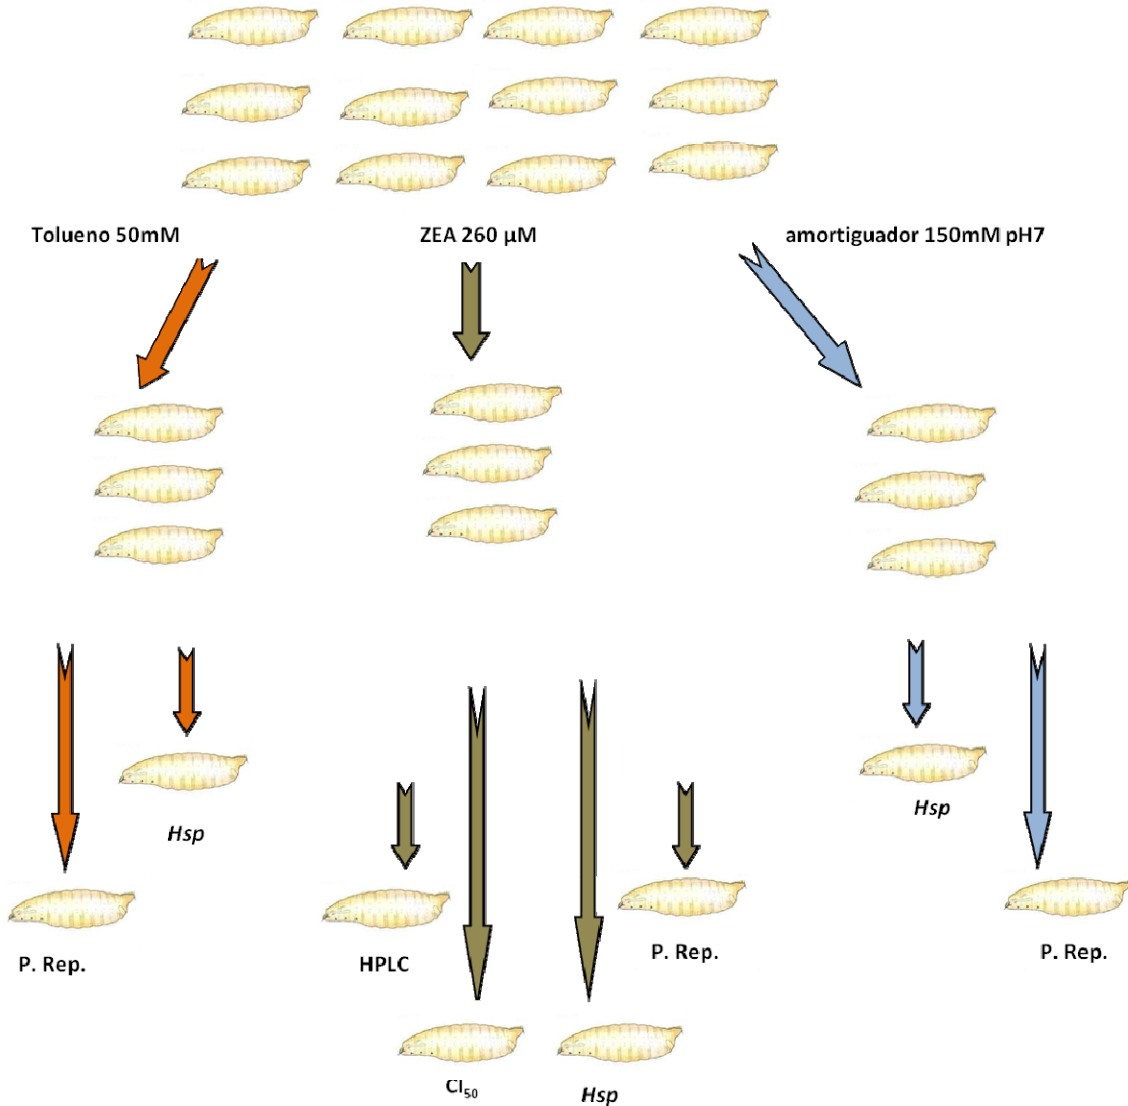 Tolueno 50mM
ZEA 260 µM
amortiguador 150mM pH7
Hsp
Hsp
P. Rep.
HPLC
P. Rep.
P. Rep.
CI₅₀
Hsp